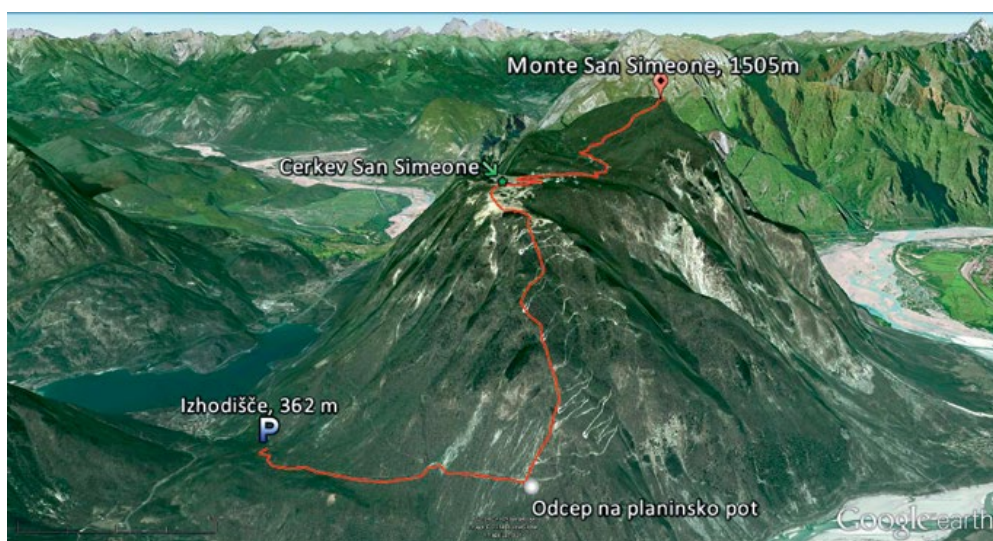 Monte San Simeone, 1505m
Cerkev San Simeone
Izhodišče, 362 m
P
Odcep na planinsko pot
Google earth